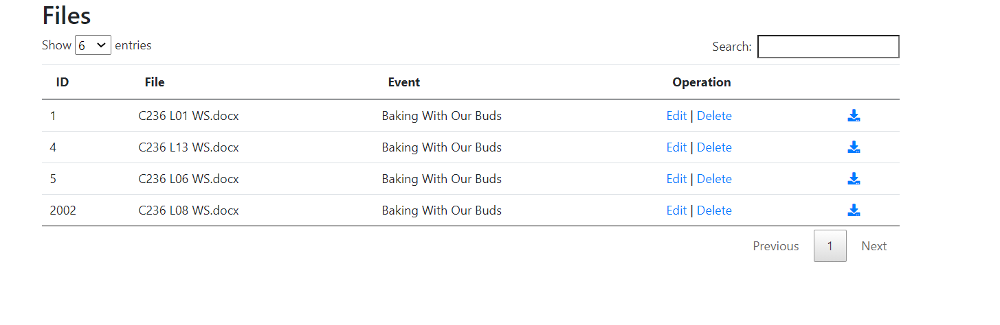 Files
Show 6 entries Search:
ID File Event Operation
1 C236 L01 WS.docx Baking With Our Buds Edit | Delete
4 C236 L13 WS.docx Baking With Our Buds Edit | Delete
5 C236 L06 WS.docx Baking With Our Buds Edit | Delete
2002 C236 L08 WS.docx Baking With Our Buds Edit | Delete
Previous 1 Next